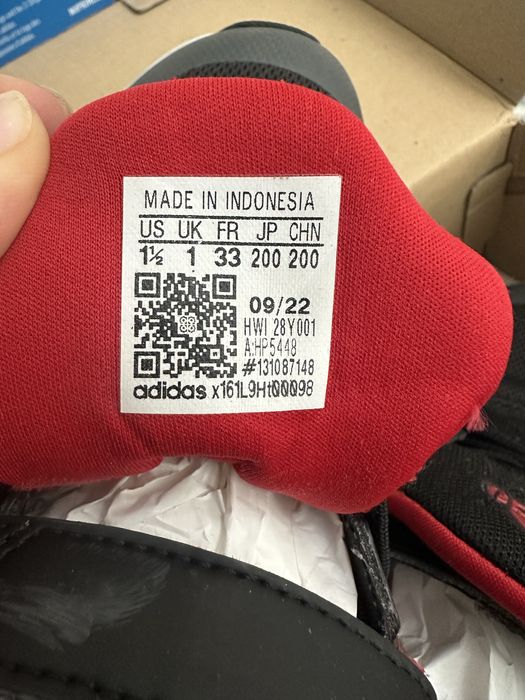 MADE IN INDONESIA
US UK FR JP CHN
1½ 1 33 200 200
09/22
HWI 28Y001
A:HP5448
#131087148
adidas x161L9Ht00098